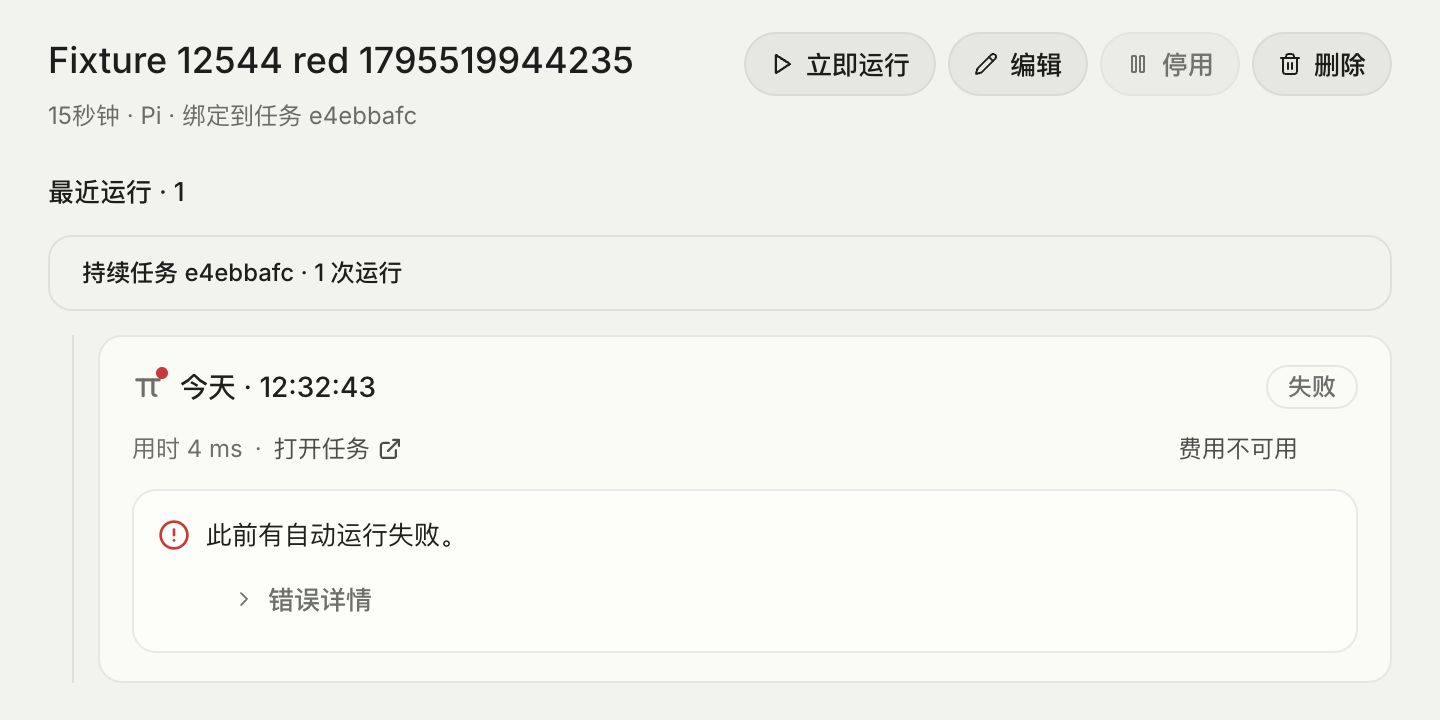 Fixture 12544 red 1795519944235
立即运行
编辑
停用
删除
15秒钟 · Pi · 绑定到任务 e4ebbafc
最近运行 · 1
持续任务 e4ebbafc · 1 次运行
今天 · 12:32:43
失败
用时 4 ms · 打开任务
费用不可用
此前有自动运行失败。
错误详情